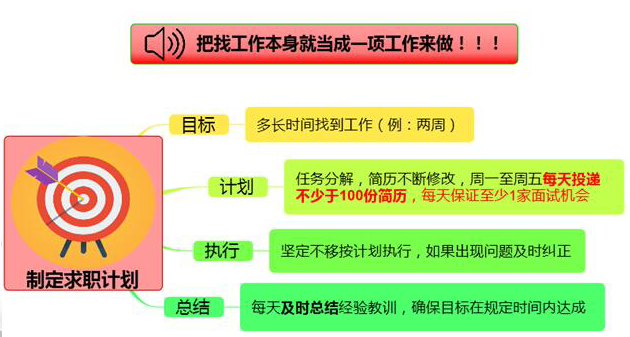 把找工作本身就当成一项工作来做！！！
目标
多长时间找到工作（例：两周）
计划
任务分解，简历不断修改，周一至周五每天投递
不少于100份简历，每天保证至少1家面试机会
执行
坚定不移按计划执行，如果出现问题及时纠正
制定求职计划
总结
每天及时总结经验教训，确保目标在规定时间内达成